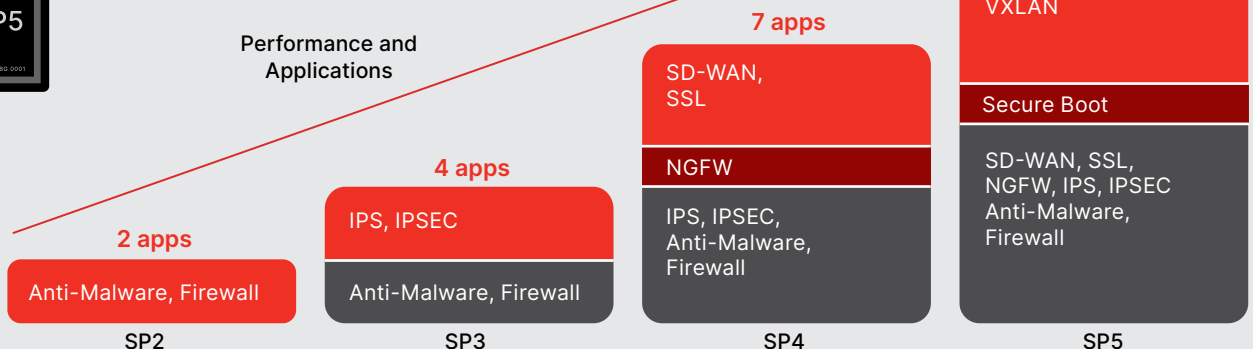 P5
0001
Performance and
Applications
2 apps
Anti-Malware, Firewall
SP2
4 apps
IPS, IPSEC
Anti-Malware, Firewall
SP3
7 apps
SD-WAN,
SSL
NGFW
IPS, IPSEC,
Anti-Malware,
Firewall
SP4
VXLAN
Secure Boot
SD-WAN, SSL,
NGFW, IPS, IPSEC
Anti-Malware,
Firewall
SP5